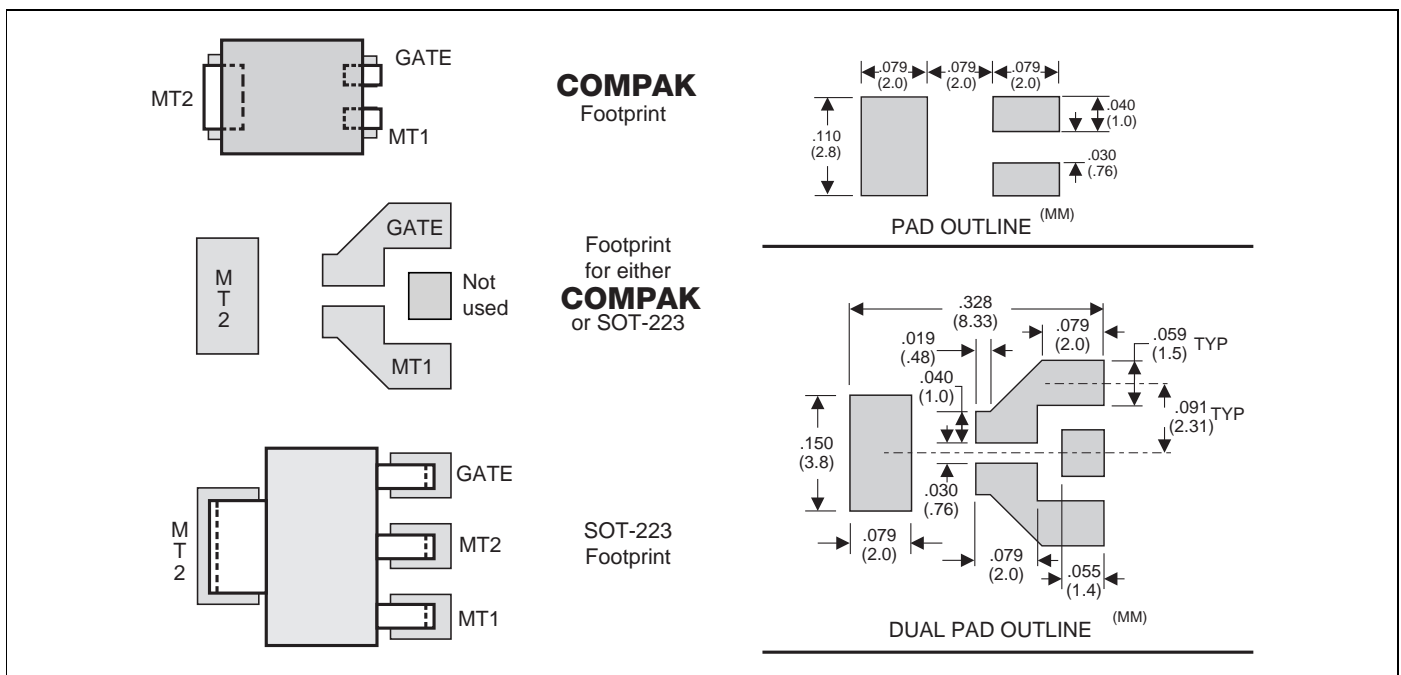 GATE
MT2
MT1
COMPAK
Footprint
.079
(2.0)
.079
(2.0)
.079
(2.0)
.110
(2.8)
.040
(1.0)
.030
(.76)
PAD OUTLINE (MM)
M
T
2
GATE
Not
used
MT1
Footprint
for either
COMPAK
or SOT-223
M
T
2
GATE
MT2
MT1
SOT-223
Footprint
.328
(8.33)
.019
(.48)
.079
(2.0)
.059 TYP
(1.5)
.040
(1.0)
.091 TYP
(2.31)
.150
(3.8)
.030
(.76)
.079
(2.0)
.079
(2.0)
.055
(1.4)
DUAL PAD OUTLINE (MM)